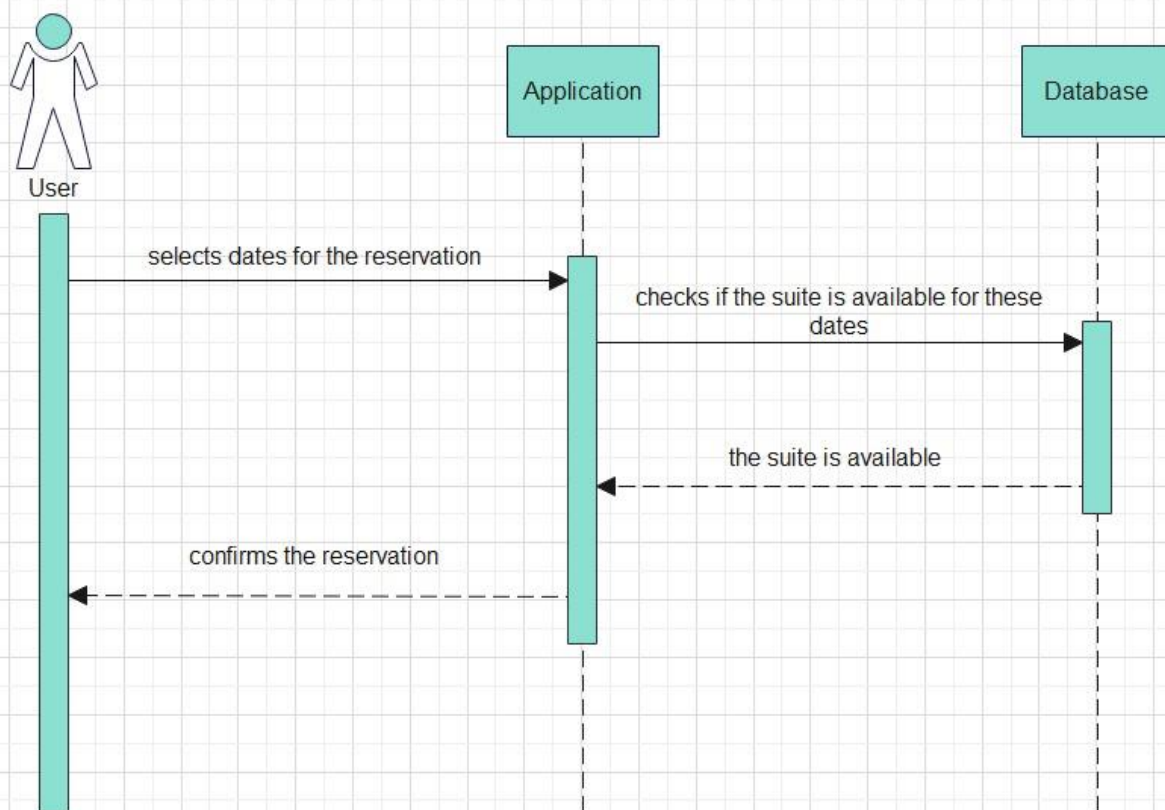 Application
Database
User
selects dates for the reservation
checks if the suite is available for these
dates
the suite is available
confirms the reservation